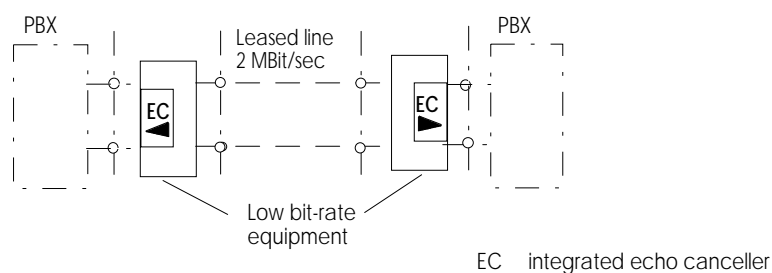 PBX
PBX
Leased line
2 MBit/sec
EC
EC
Low bit-rate
equipment
EC integrated echo canceller